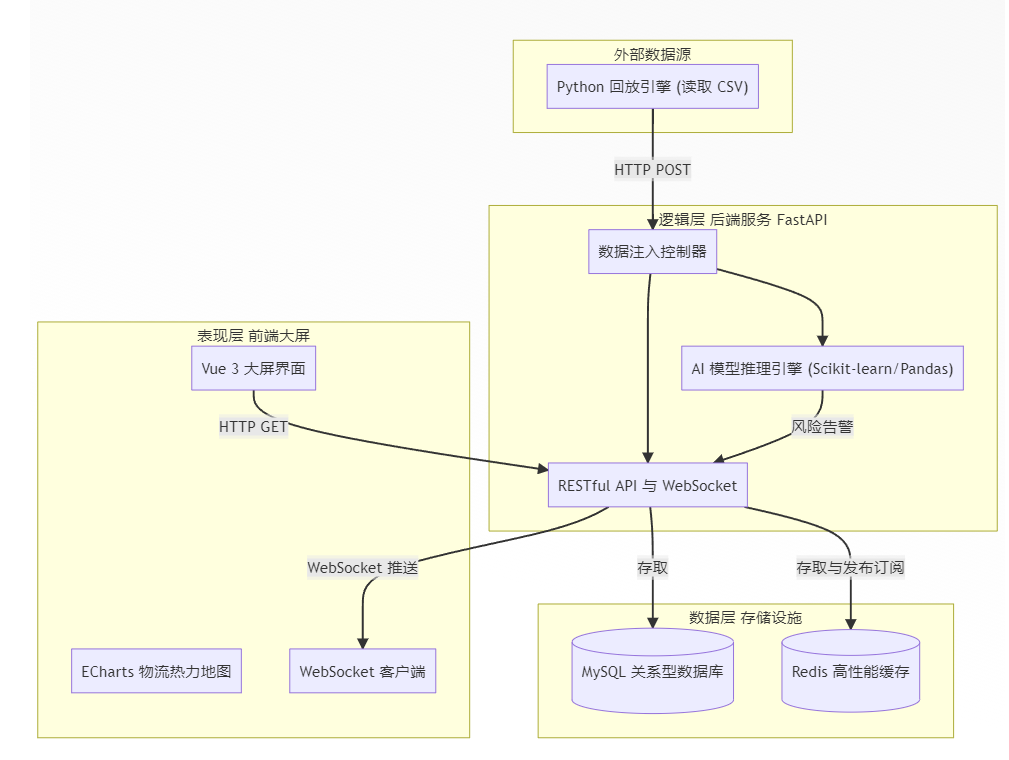 外部数据源
Python 回放引擎 (读取 CSV)
HTTP POST
逻辑层 后端服务 FastAPI
数据注入控制器
表现层 前端大屏
Vue 3 大屏界面
AI 模型推理引擎 (Scikit-learn/Pandas)
HTTP GET
风险告警
RESTful API 与 WebSocket
WebSocket 推送
存取
存取与发布订阅
数据层 存储设施
ECharts 物流热力地图
WebSocket 客户端
MySQL 关系型数据库
Redis 高性能缓存